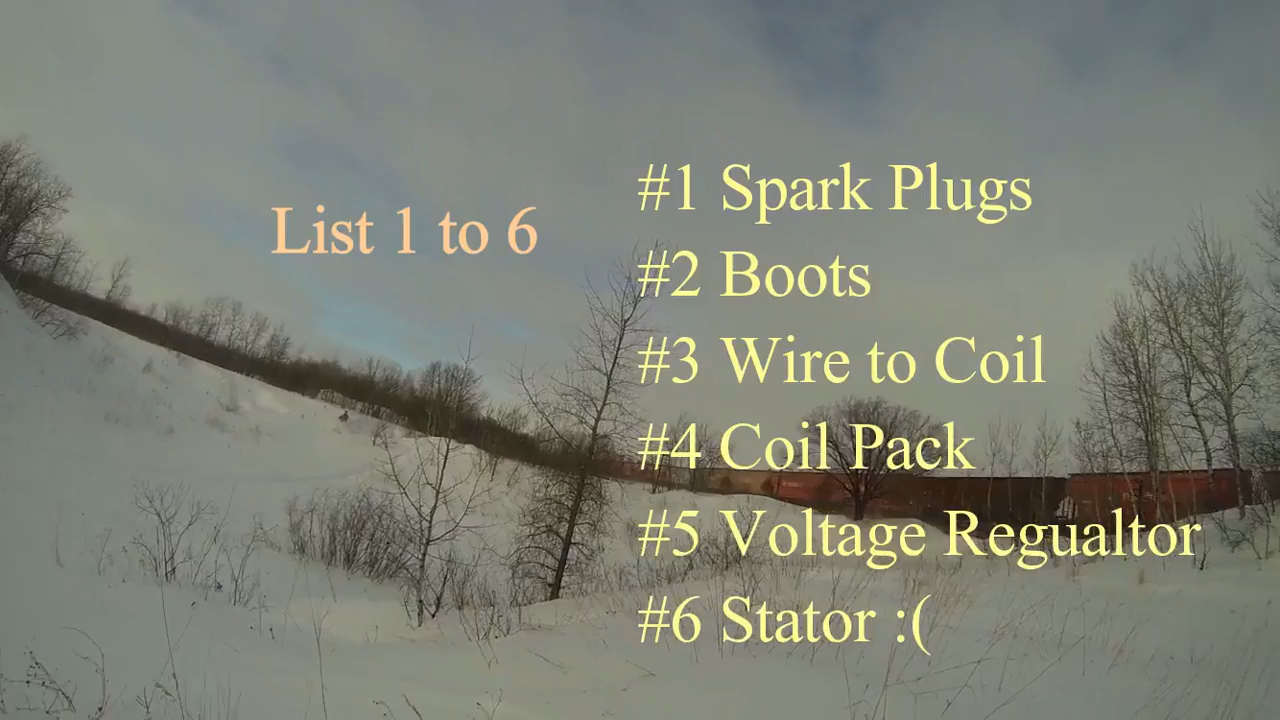 List 1 to 6
#1 Spark Plugs
#2 Boots
#3 Wire to Coil
#4 Coil Pack
#5 Voltage Regualtor
#6 Stator :(